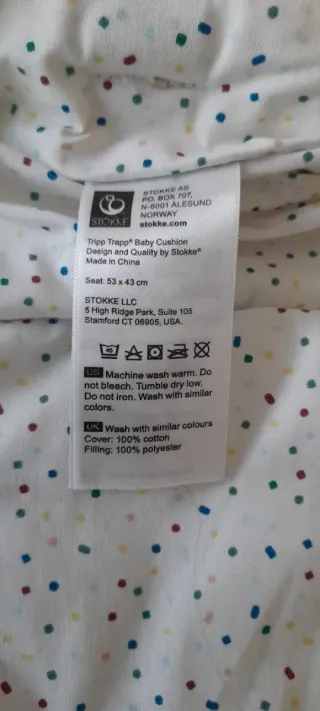 STOKKE
STOKKE AS
PO. BOX 707,
N-6001 ÅLESUND
NORWAY
stokke.com
Tripp Trapp® Baby Cushion
Design and Quality by Stokke®
Made in China
Seat: 53 x 43 cm
STOKKE LLC
5 High Ridge Park, Suite 105
Stamford CT 06905, USA.
40
US Machine wash warm. Do
not bleach. Tumble dry low.
Do not iron. Wash with similar
colors.
UK Wash with similar colours
Cover: 100% cotton
Filling: 100% polyester